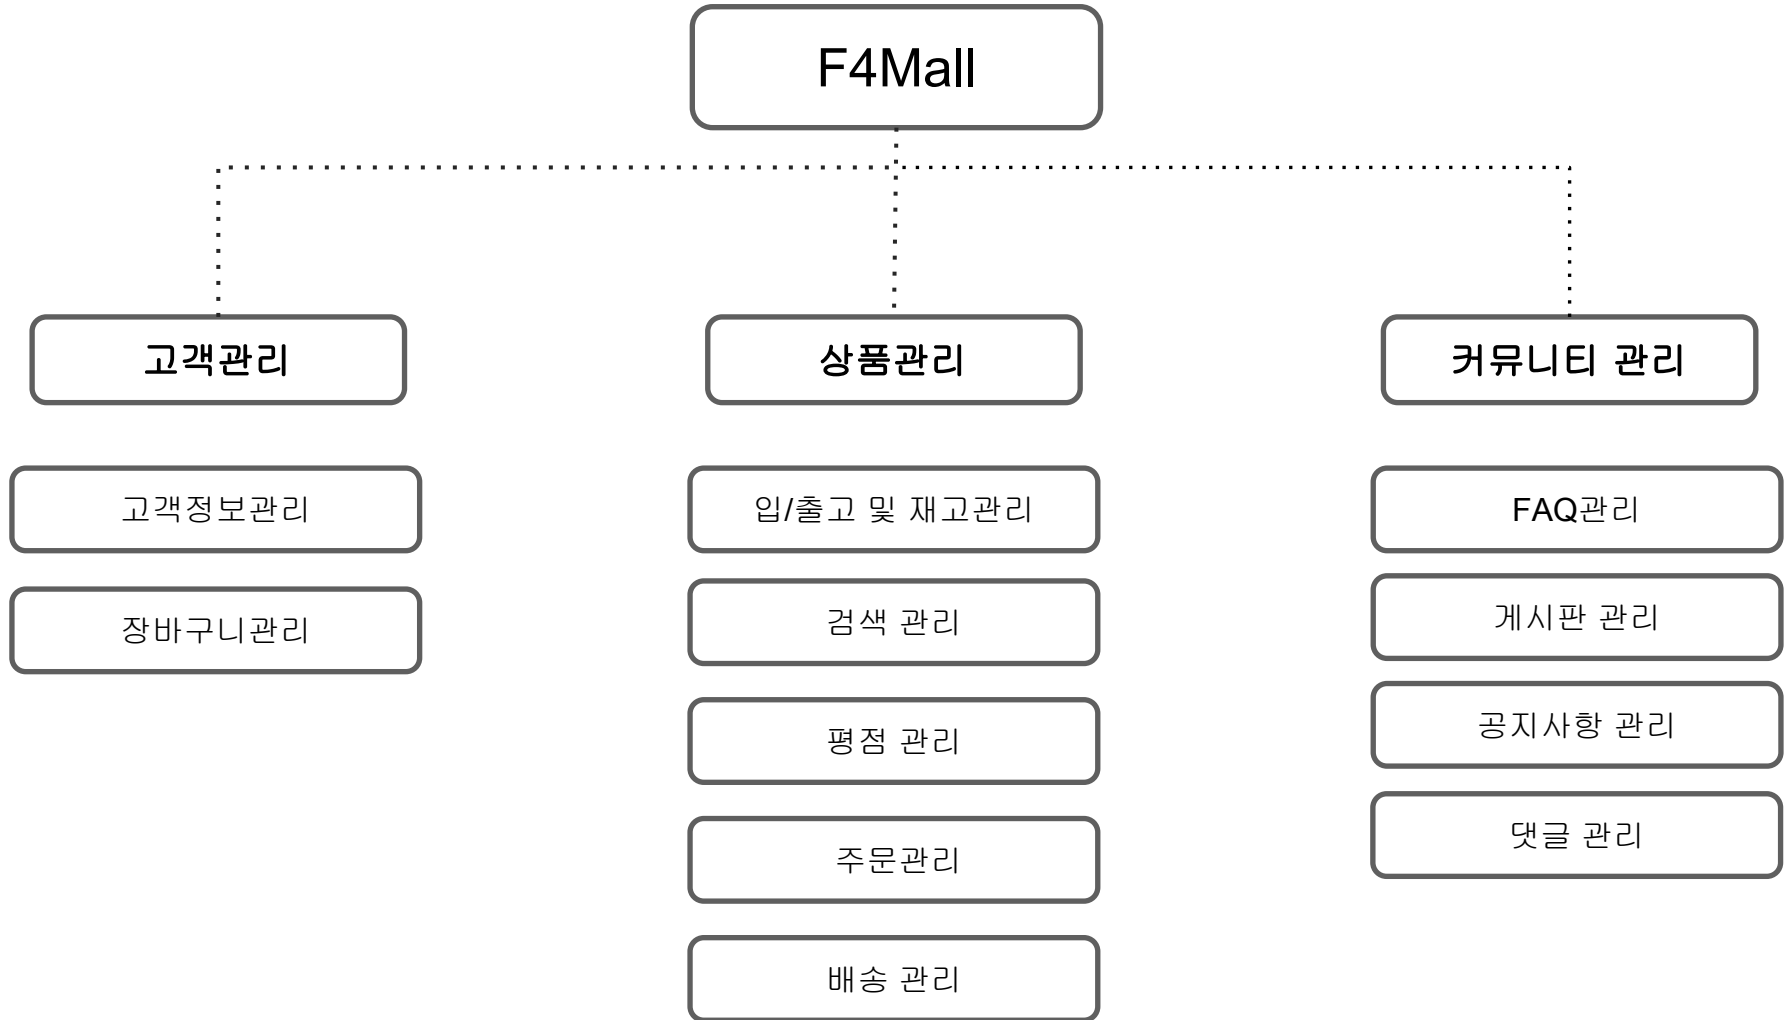 F4Mall
고객관리
상품관리
커뮤니티 관리
고객정보관리
장바구니관리
입/출고 및 재고관리
검색 관리
평점 관리
주문관리
배송 관리
FAQ관리
게시판 관리
공지사항 관리
댓글 관리